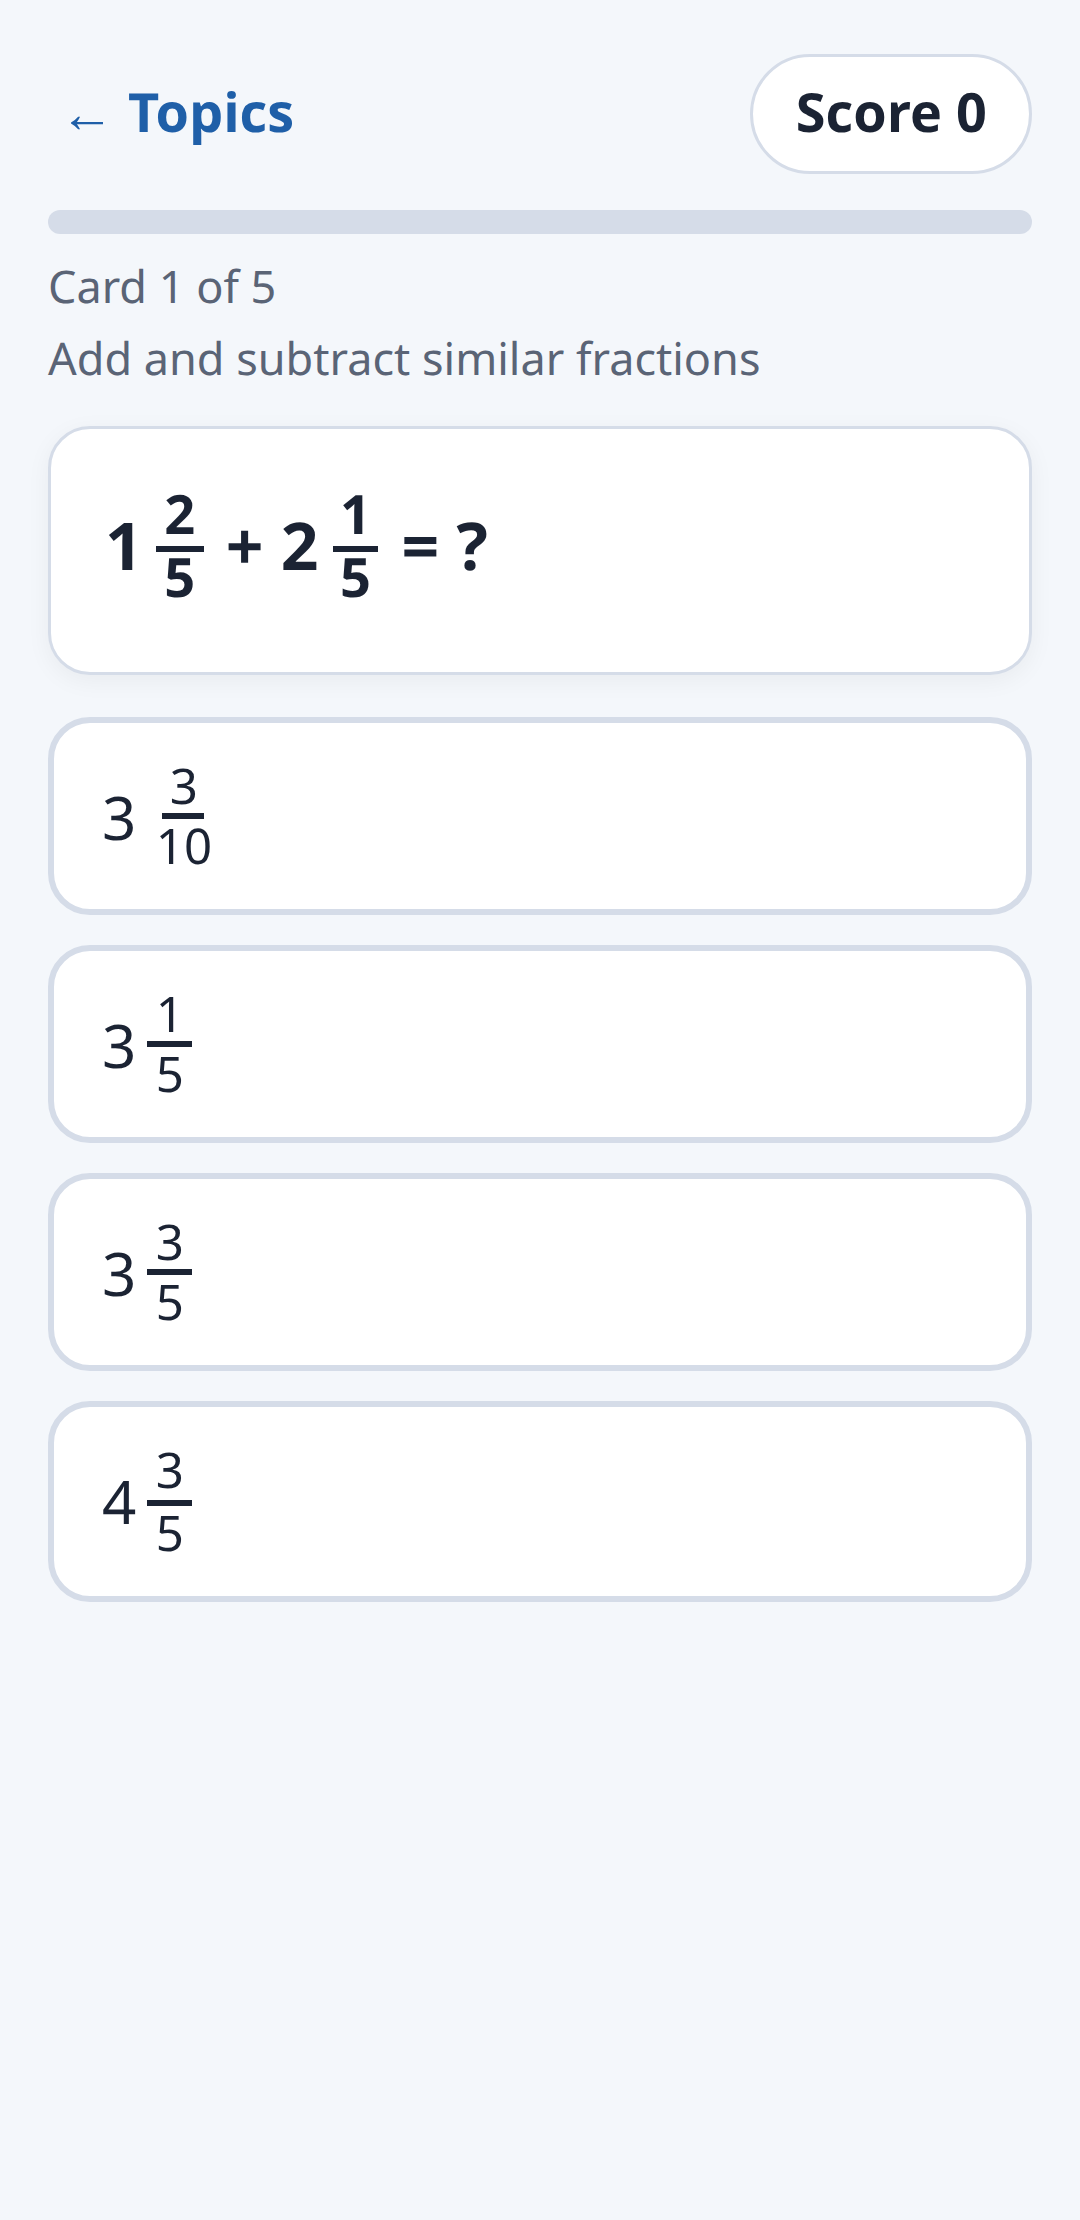 ← Topics
Score 0
Card 1 of 5
Add and subtract similar fractions
1 2/5 + 2 1/5 = ?
3 3/10
3 1/5
3 3/5
4 3/5